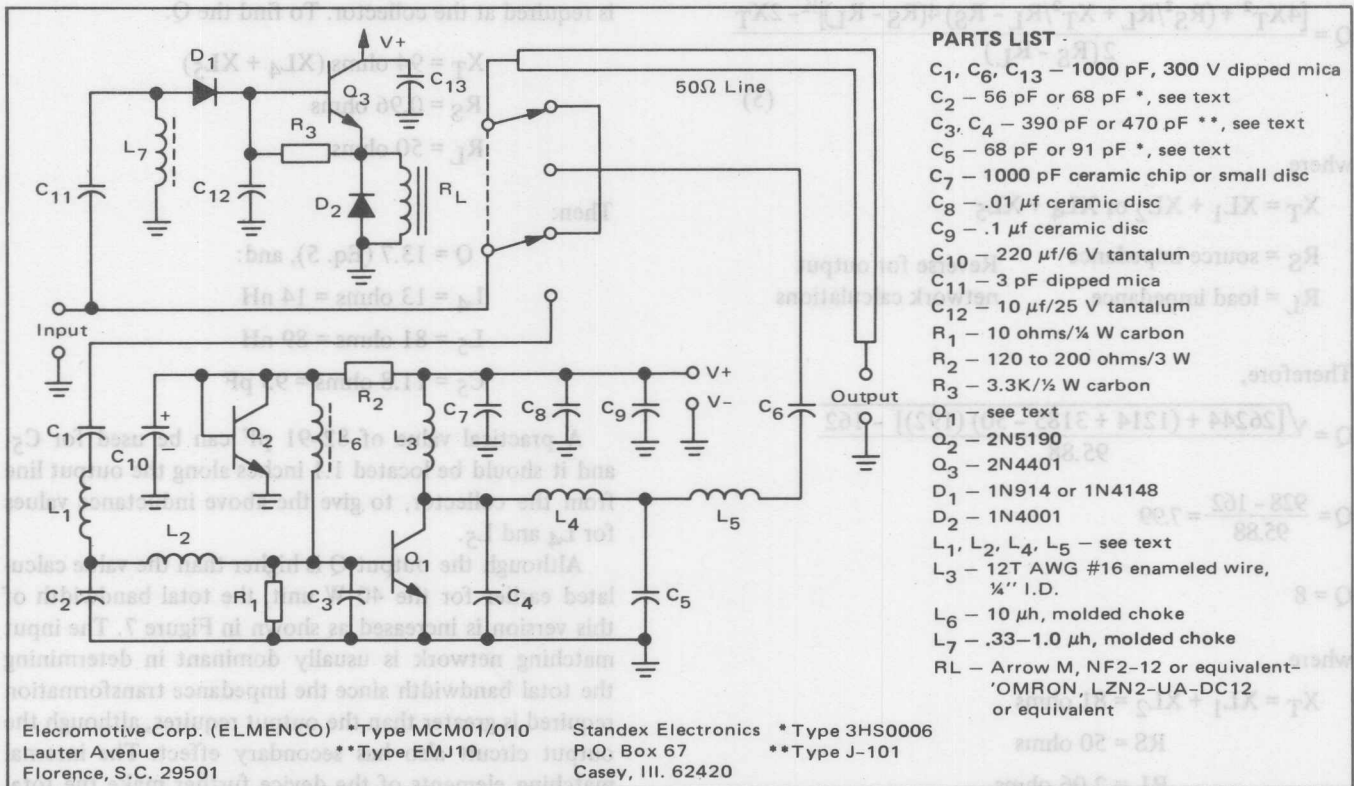 V+
D1
C13
Q3
R3
L7
C11
C12
D2
RL
50Ω Line
Input
Output
V+
V-
C1
C10
+
−
Q2
L6
R2
L3
C7
C8
C9
C6
L1
L2
L4
L5
C2
R1
C3
Q1
C4
C5
PARTS LIST
C1, C6, C13 — 1000 pF, 300 V dipped mica
C2 — 56 pF or 68 pF *, see text
C3, C4 — 390 pF or 470 pF **, see text
C5 — 68 pF or 91 pF *, see text
C7 — 1000 pF ceramic chip or small disc
C8 — .01 µf ceramic disc
C9 — .1 µf ceramic disc
C10 — 220 µf/6 V tantalum
C11 — 3 pF dipped mica
C12 — 10 µf/25 V tantalum
R1 — 10 ohms/¼ W carbon
R2 — 120 to 200 ohms/3 W
R3 — 3.3K/½ W carbon
Q1 — see text
Q2 — 2N5190
Q3 — 2N4401
D1 — 1N914 or 1N4148
D2 — 1N4001
L1, L2, L4, L5 — see text
L3 — 12T AWG #16 enameled wire,
¼" I.D.
L6 — 10 µh, molded choke
L7 — .33—1.0 µh, molded choke
RL — Arrow M, NF2-12 or equivalent-
OMRON, LZN2-UA-DC12
or equivalent
Elecromotive Corp. (ELMENCO) *Type MCM01/010
Lauter Avenue **Type EMJ10
Florence, S.C. 29501
Standex Electronics *Type 3HS0006
P.O. Box 67 **Type J-101
Casey, Ill. 62420